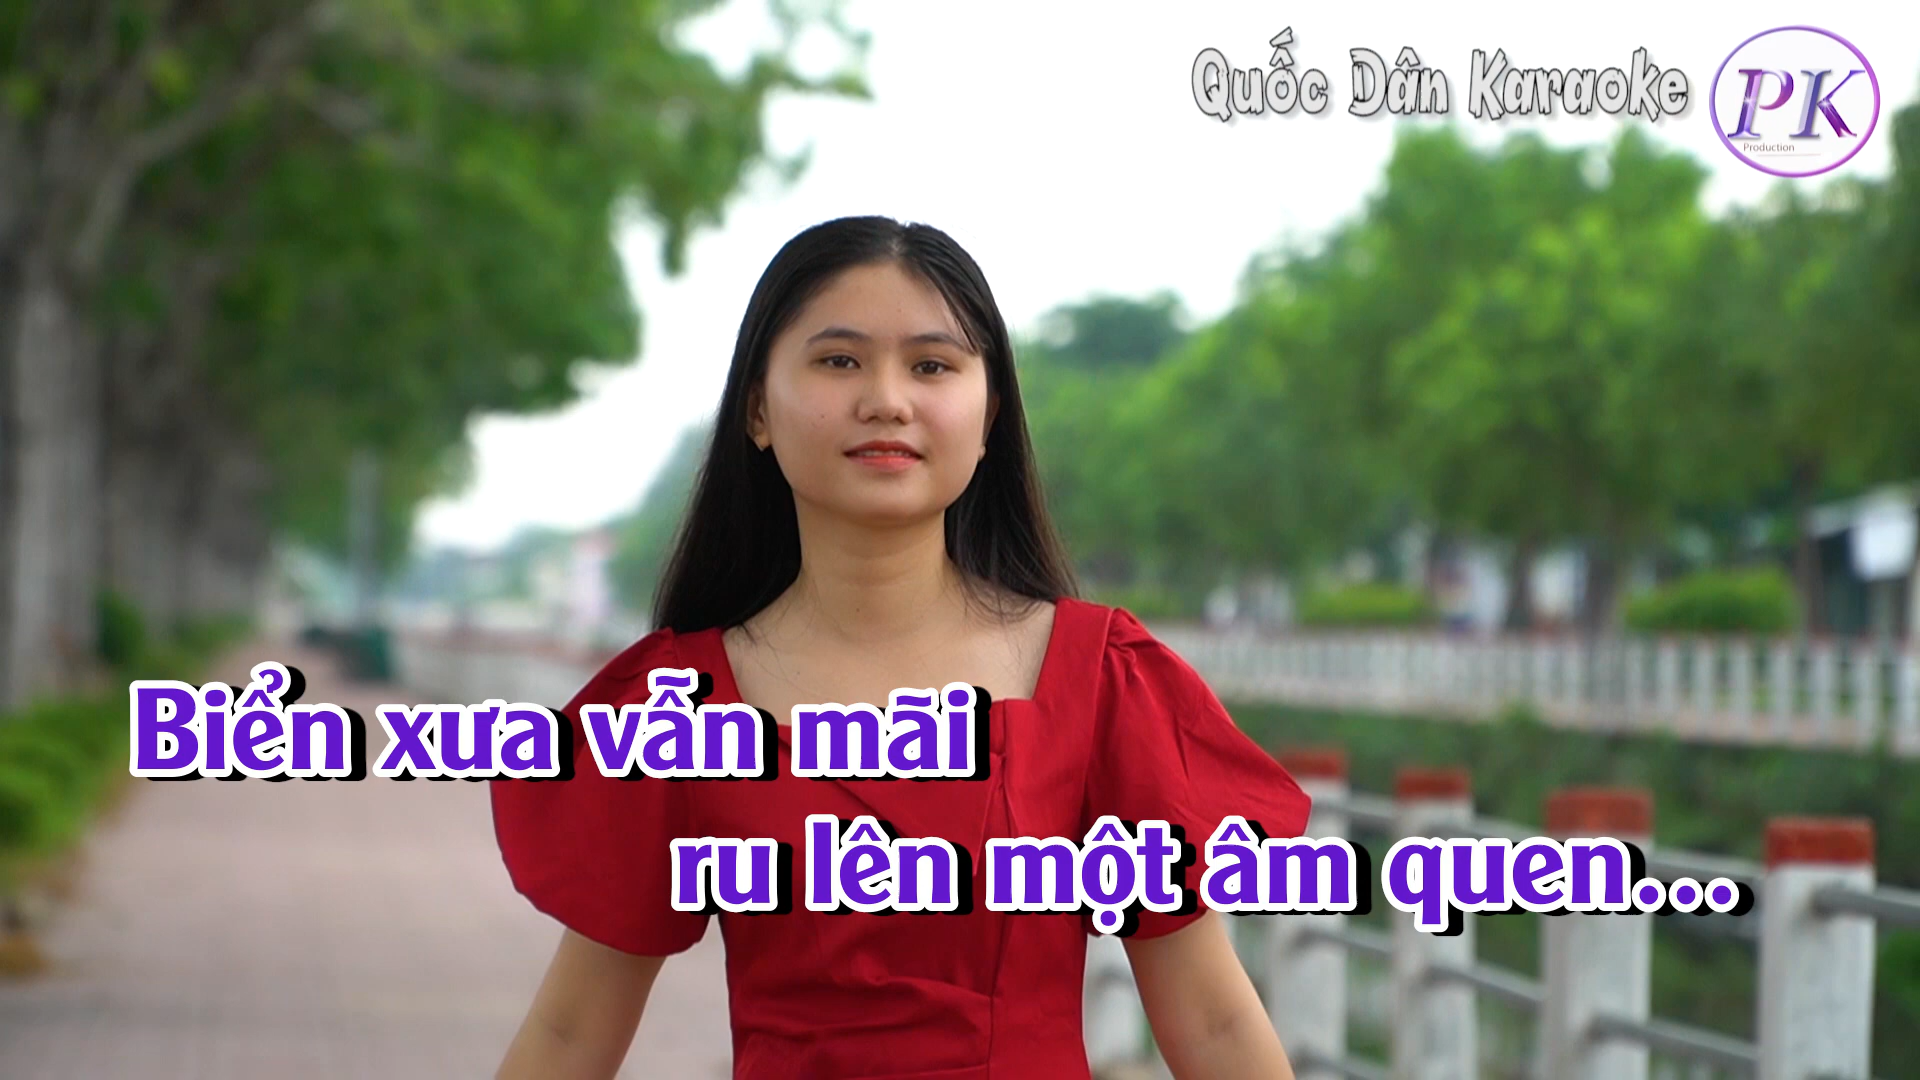 Quốc Dân Karaoke
PK
Production
Biển xưa vẫn mãi
ru lên một âm quen...